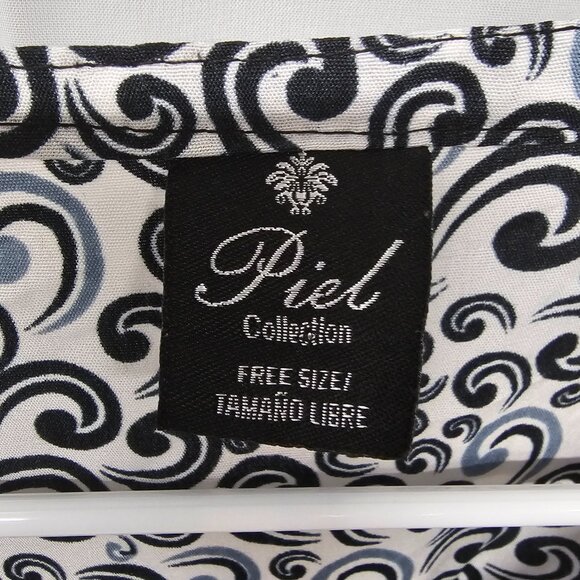 Piel
Collection
FREE SIZE/
TAMAÑO LIBRE